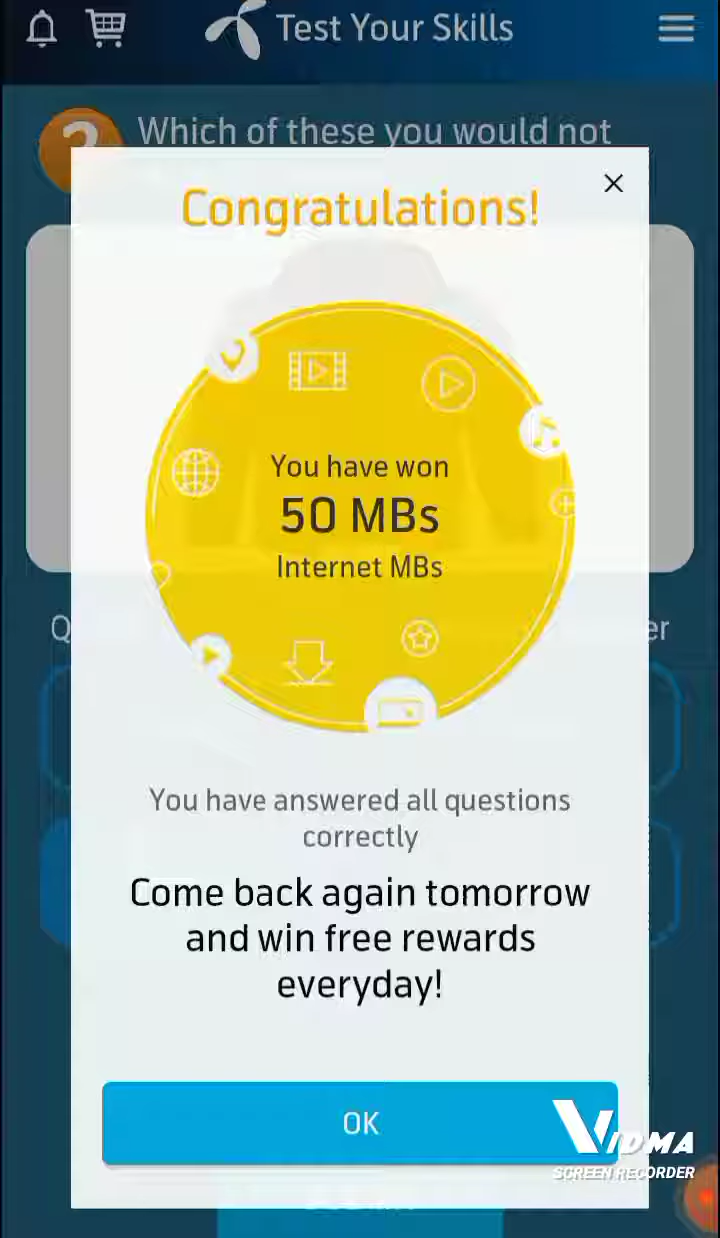 Test Your Skills
Which of these you would not
Congratulations!
You have won
50 MBs
Internet MBs
You have answered all questions
correctly
Come back again tomorrow
and win free rewards
everyday!
OK
VIDMA
SCREEN RECORDER